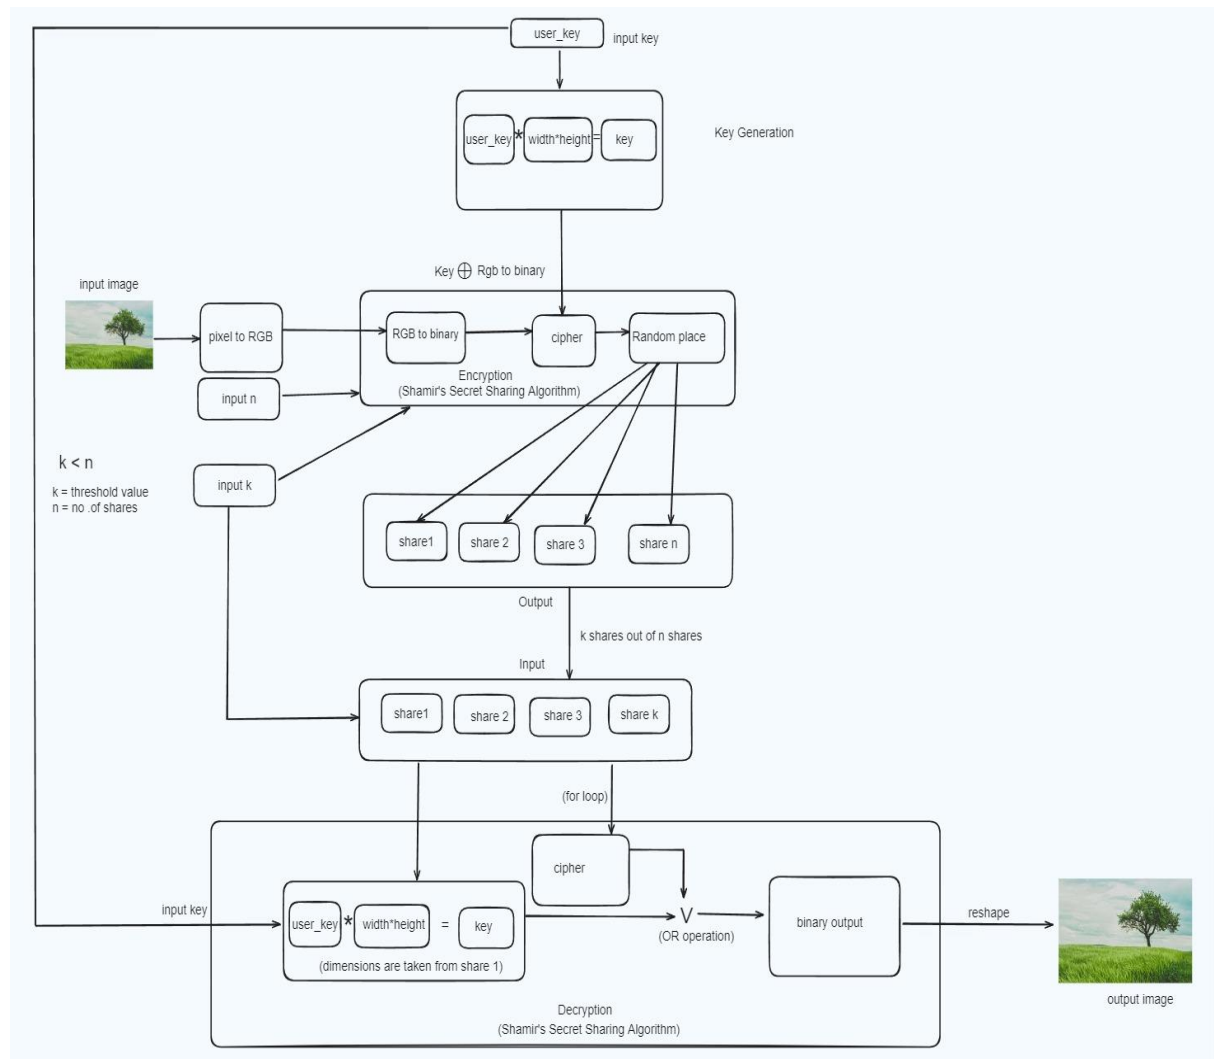 user_key
input key
user_key * width*height = key
Key Generation
Key ⊕ Rgb to binary
input image
pixel to RGB
RGB to binary
cipher
Random place
Encryption
(Shamir's Secret Sharing Algorithm)
input n
k < n
k = threshold value
n = no .of shares
input k
share1
share 2
share 3
share n
Output
k shares out of n shares
Input
share1
share 2
share 3
share k
(for loop)
cipher
input key
user_key * width*height = key
(dimensions are taken from share 1)
V
(OR operation)
binary output
reshape
output image
Decryption
(Shamir's Secret Sharing Algorithm)